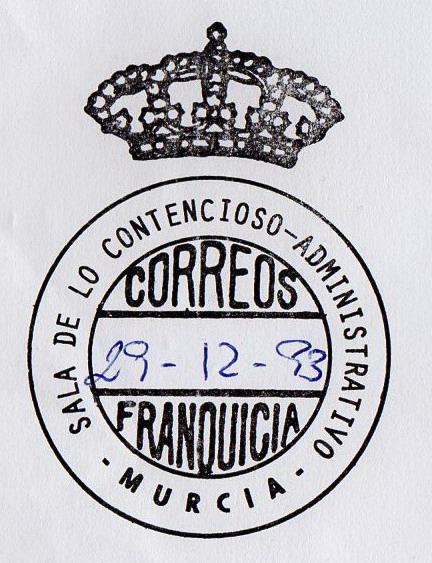 SALA DE LO CONTENCIOSO-ADMINISTRATIVO
CORREOS
29-12-93
FRANQUICIA
- MURCIA -